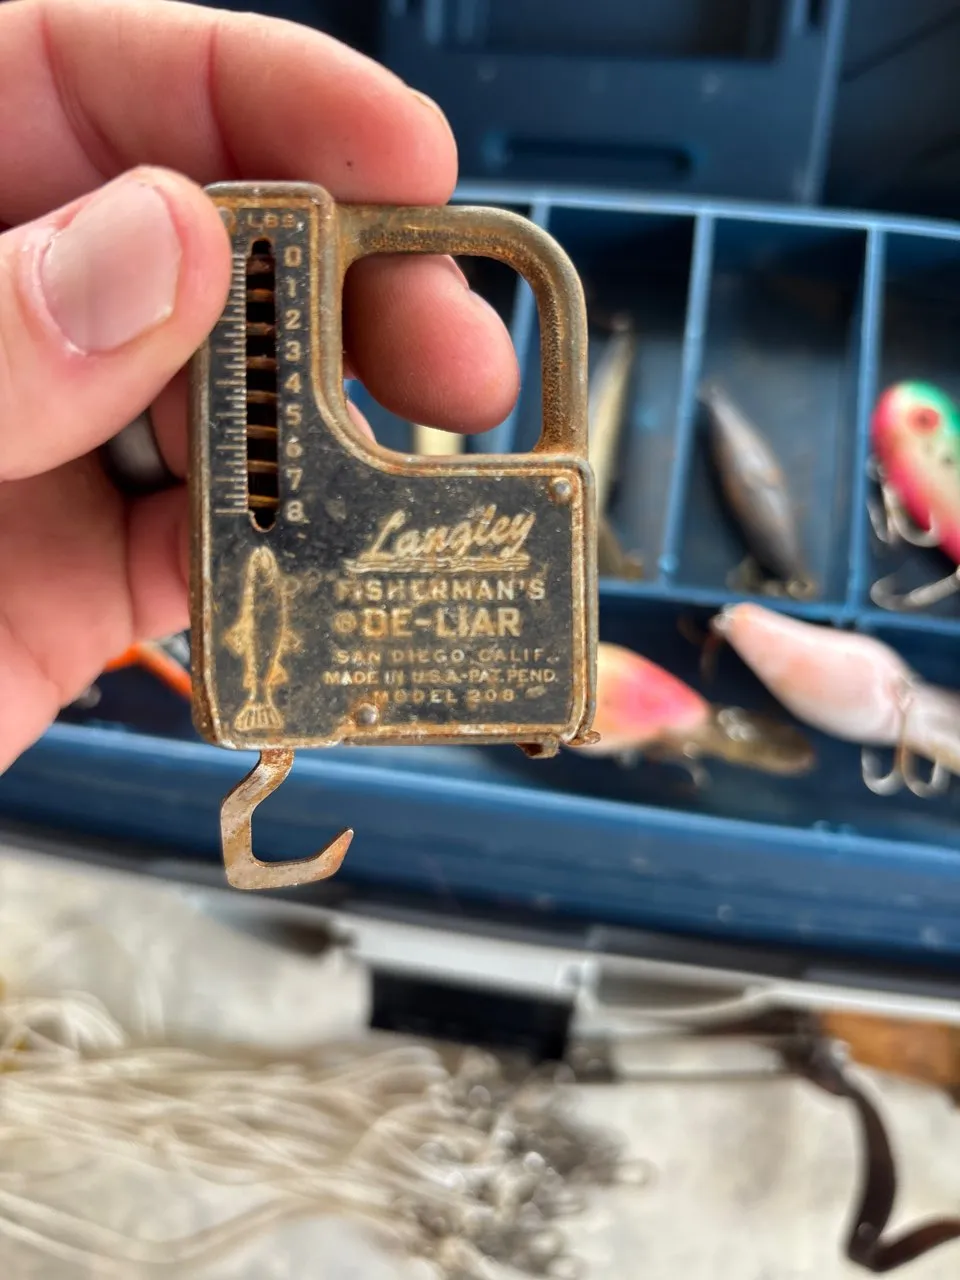 LBS.
0
1
2
3
4
5
6
7
8
Langley
FISHERMAN'S
® DE-LIAR
SAN DIEGO CALIF.
MADE IN U.S.A.-PAT. PEND.
MODEL 208